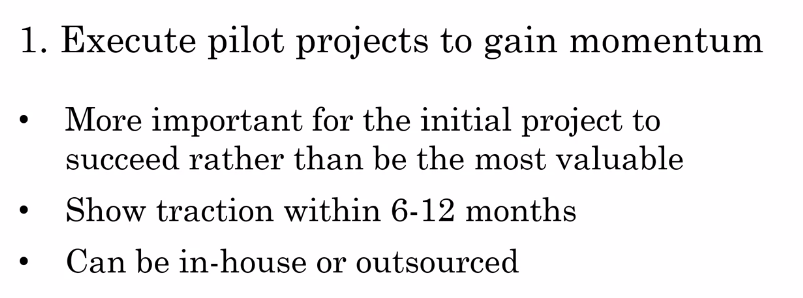 1. Execute pilot projects to gain momentum
• More important for the initial project to
succeed rather than be the most valuable
• Show traction within 6-12 months
• Can be in-house or outsourced